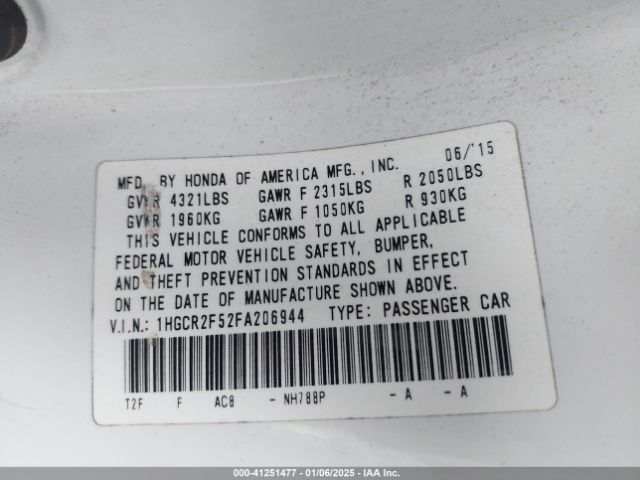 MFD. BY HONDA OF AMERICA MFG., INC. 06/'15
GVWR 4321LBS GAWR F 2315LBS R 2050LBS
GVWR 1960KG GAWR F 1050KG R 930KG
THIS VEHICLE CONFORMS TO ALL APPLICABLE
FEDERAL MOTOR VEHICLE SAFETY, BUMPER,
AND THEFT PREVENTION STANDARDS IN EFFECT
ON THE DATE OF MANUFACTURE SHOWN ABOVE.
V.I.N.: 1HGCR2F52FA206944 TYPE: PASSENGER CAR
T2F F AC8 - NH788P - A - A
000-41251477 - 01/06/2025 - IAA Inc.